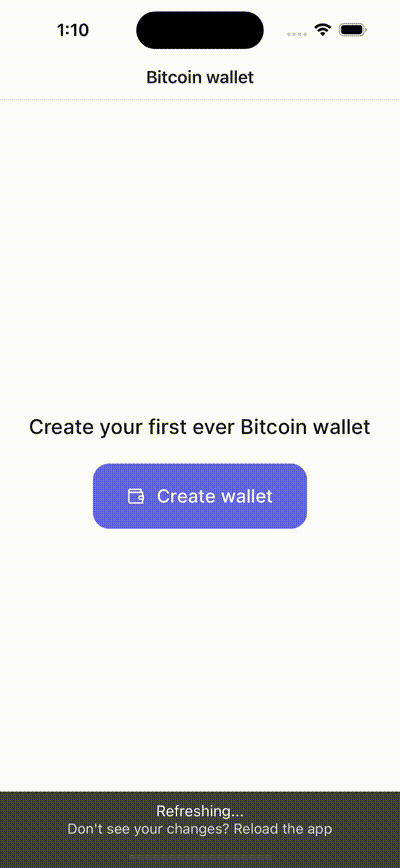 1:10
Bitcoin wallet
Create your first ever Bitcoin wallet
Create wallet
Refreshing...
Don't see your changes? Reload the app